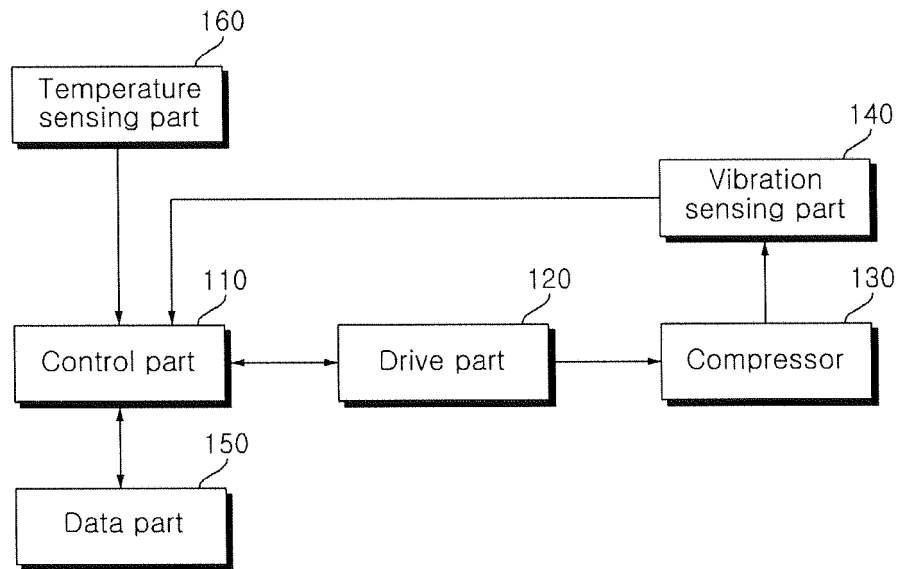 160
Temperature
sensing part
140
Vibration
sensing part
110
Control part
120
Drive part
130
Compressor
150
Data part